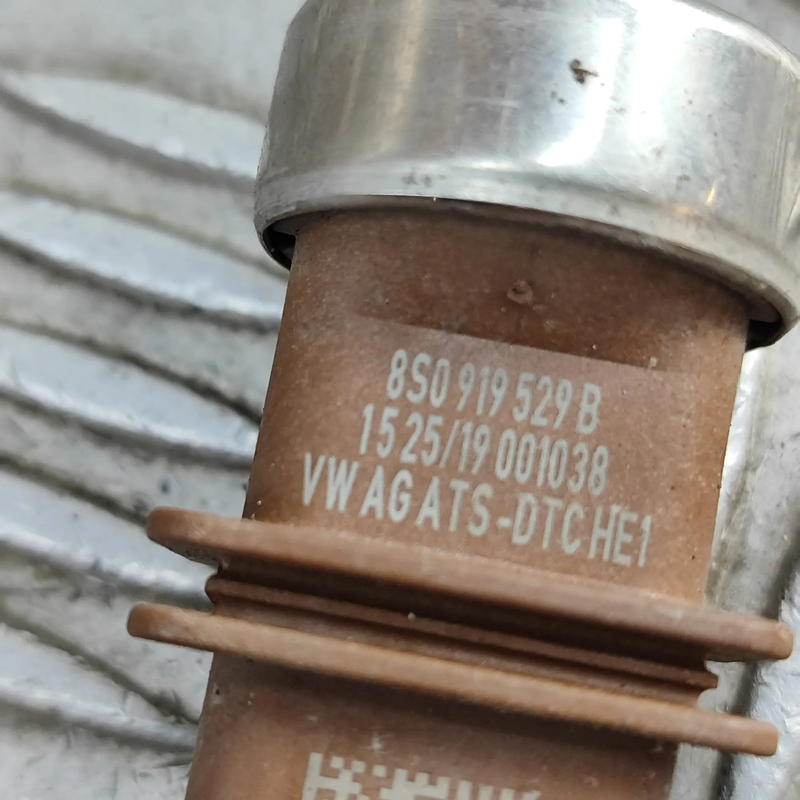 8S0 919 529 B
15 25/19 001038
VW AG ATS-DTC HE1